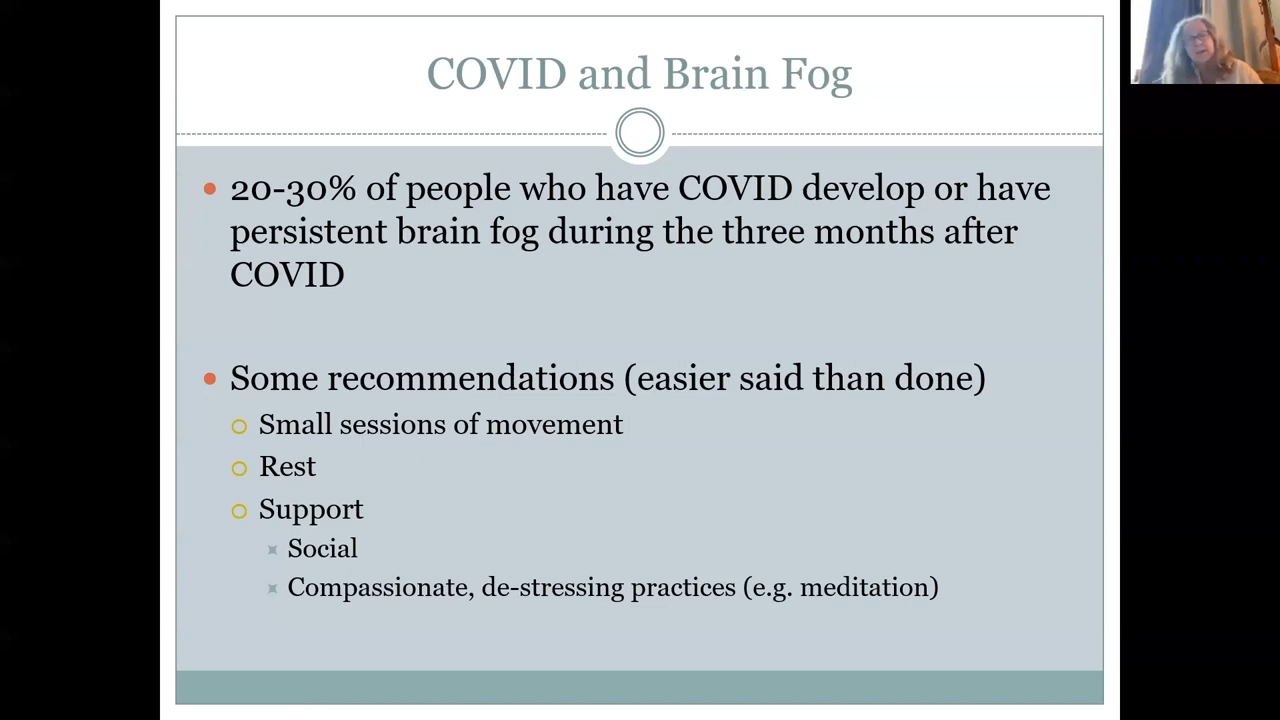 COVID and Brain Fog
20-30% of people who have COVID develop or have
persistent brain fog during the three months after
COVID
Some recommendations (easier said than done)
Small sessions of movement
Rest
Support
Social
Compassionate, de-stressing practices (e.g. meditation)